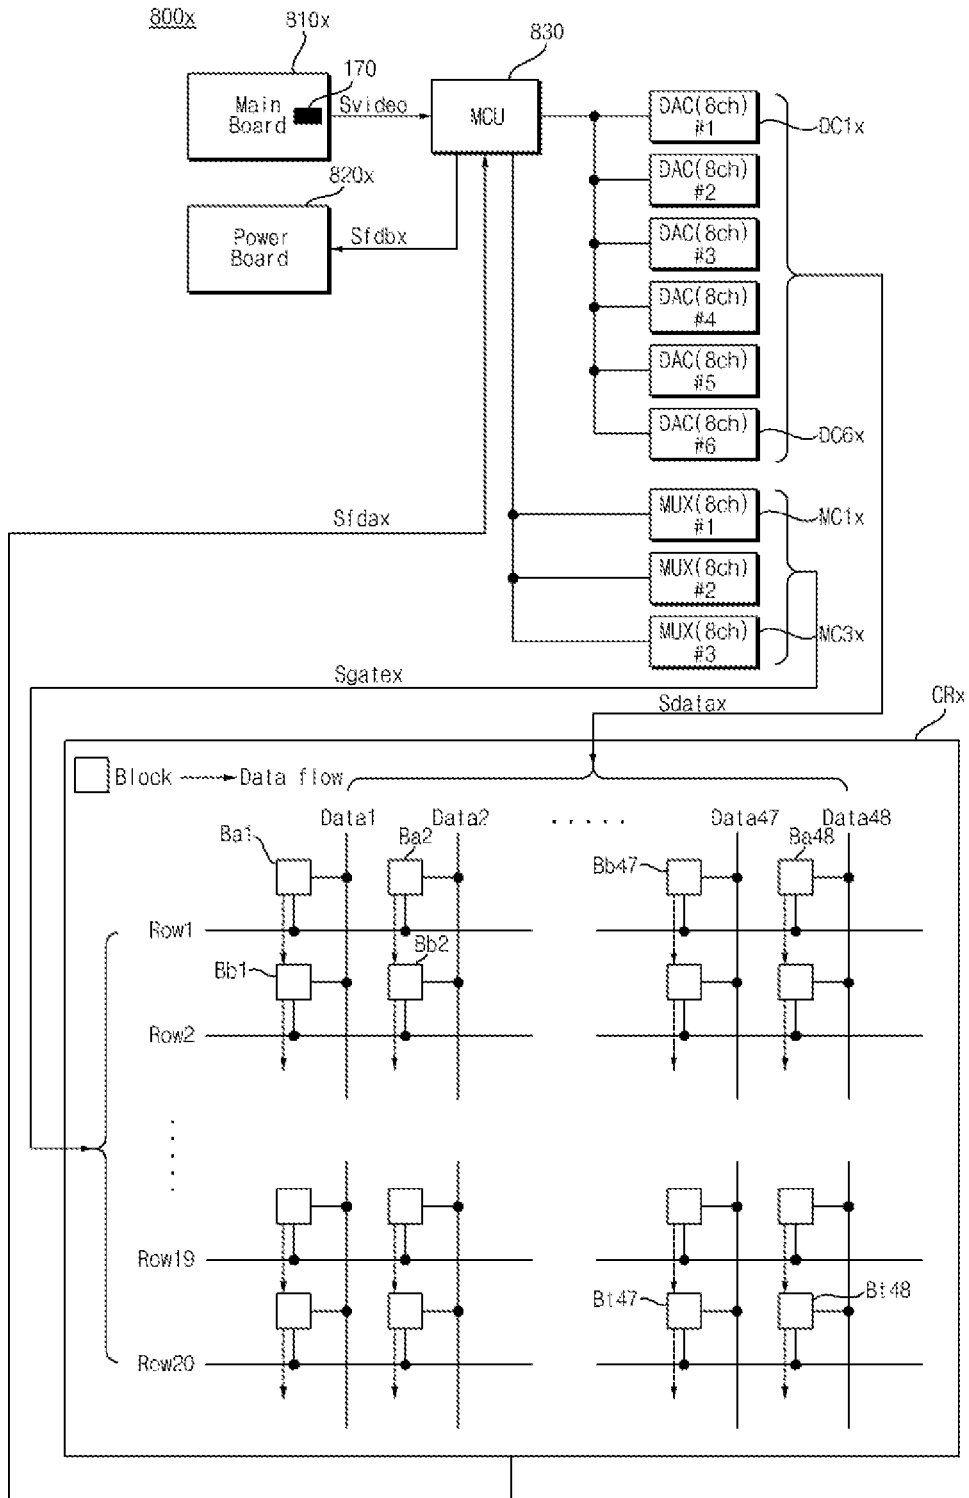 800x
810x
830
170
Main
Board
Svideo
MCU
DAC(8ch)
#1
DC1x
820x
DAC(8ch)
#2
Power
Board
Sfdbx
DAC(8ch)
#3
DAC(8ch)
#4
DAC(8ch)
#5
DAC(8ch)
#6
DC6x
Sfdax
MUX(8ch)
#1
MC1x
MUX(8ch)
#2
MUX(8ch)
#3
MC3x
Sgatex
Sdatax
CRx
Block
Data flow
Data1
Data2
· · · · ·
Data47
Data48
Ba1
Ba2
Bb47
Ba48
Row1
Bb1
Bb2
Row2
Row19
Bt47
Bt48
Row20